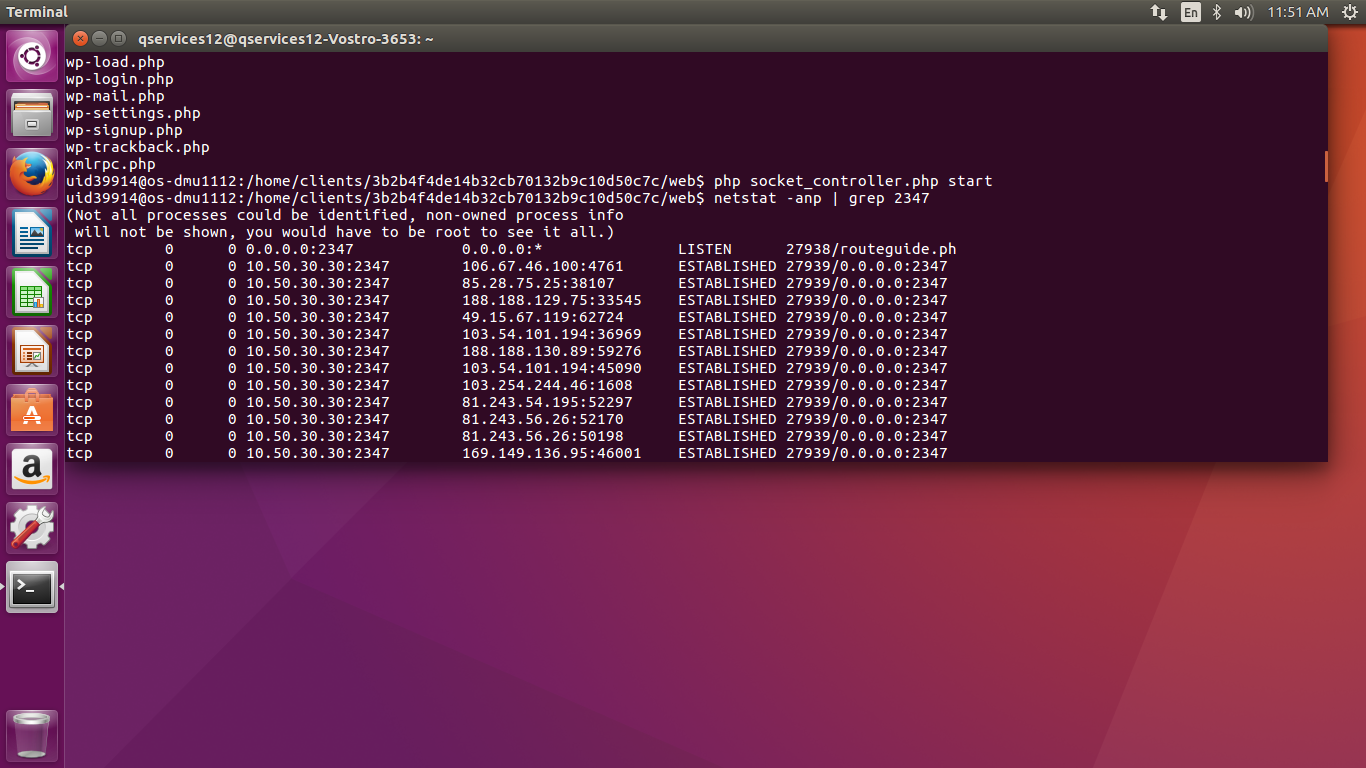 Terminal
En
11:51 AM
qservices12@qservices12-Vostro-3653: ~
wp-load.php
wp-login.php
wp-mail.php
wp-settings.php
wp-signup.php
wp-trackback.php
xmlrpc.php
uid39914@os-dmu1112:/home/clients/3b2b4f4de14b32cb70132b9c10d50c7c/web$ php socket_controller.php start
uid39914@os-dmu1112:/home/clients/3b2b4f4de14b32cb70132b9c10d50c7c/web$ netstat -anp | grep 2347
(Not all processes could be identified, non-owned process info
 will not be shown, you would have to be root to see it all.)
tcp        0      0 0.0.0.0:2347            0.0.0.0:*               LISTEN      27938/routeguide.ph
tcp        0      0 10.50.30.30:2347        106.67.46.100:4761      ESTABLISHED 27939/0.0.0.0:2347
tcp        0      0 10.50.30.30:2347        85.28.75.25:38107       ESTABLISHED 27939/0.0.0.0:2347
tcp        0      0 10.50.30.30:2347        188.188.129.75:33545    ESTABLISHED 27939/0.0.0.0:2347
tcp        0      0 10.50.30.30:2347        49.15.67.119:62724      ESTABLISHED 27939/0.0.0.0:2347
tcp        0      0 10.50.30.30:2347        103.54.101.194:36969    ESTABLISHED 27939/0.0.0.0:2347
tcp        0      0 10.50.30.30:2347        188.188.130.89:59276    ESTABLISHED 27939/0.0.0.0:2347
tcp        0      0 10.50.30.30:2347        103.54.101.194:45090    ESTABLISHED 27939/0.0.0.0:2347
tcp        0      0 10.50.30.30:2347        103.254.244.46:1608     ESTABLISHED 27939/0.0.0.0:2347
tcp        0      0 10.50.30.30:2347        81.243.54.195:52297     ESTABLISHED 27939/0.0.0.0:2347
tcp        0      0 10.50.30.30:2347        81.243.56.26:52170      ESTABLISHED 27939/0.0.0.0:2347
tcp        0      0 10.50.30.30:2347        81.243.56.26:50198      ESTABLISHED 27939/0.0.0.0:2347
tcp        0      0 10.50.30.30:2347        169.149.136.95:46001    ESTABLISHED 27939/0.0.0.0:2347